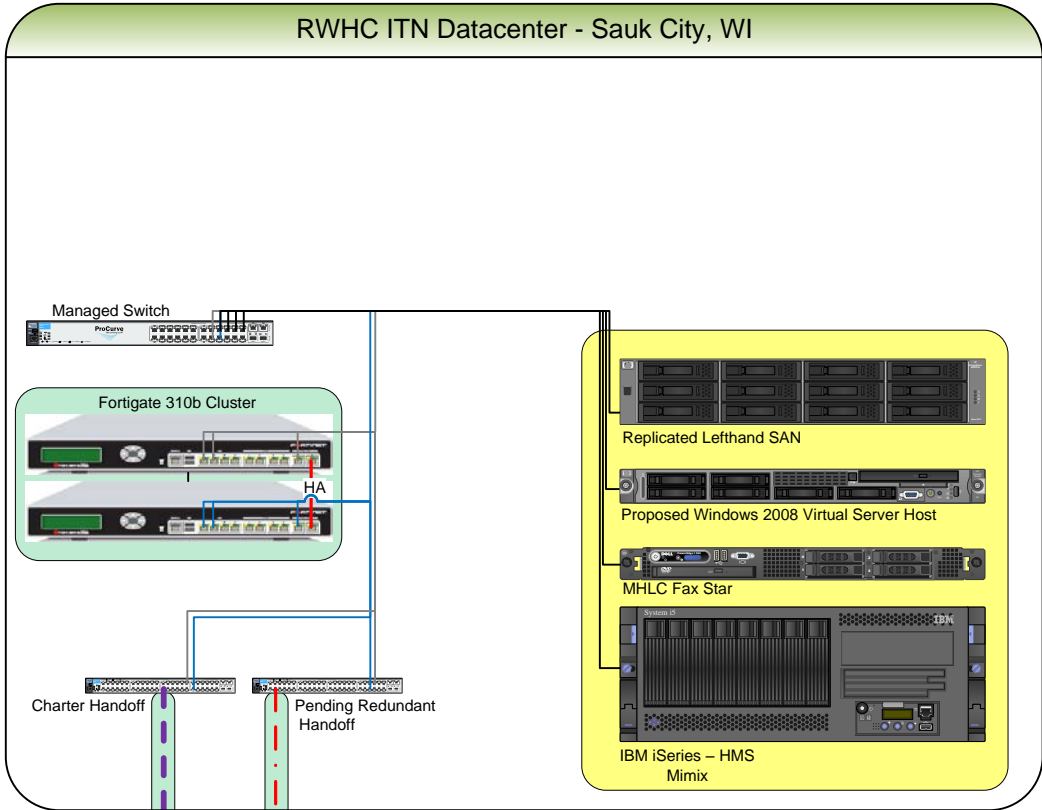 RWHC ITN Datacenter - Sauk City, WI
Managed Switch
ProCurve
Fortigate 310b Cluster
HA
Replicated Lefthand SAN
Proposed Windows 2008 Virtual Server Host
DELL
MHLC Fax Star
System i5
IBM
Charter Handoff
Pending Redundant
Handoff
IBM iSeries – HMS
Mimix